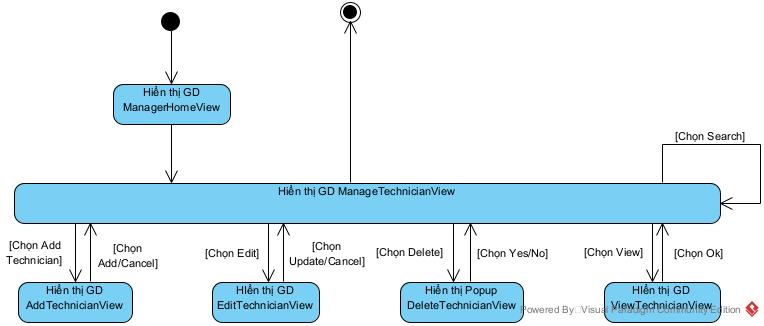 Hiển thị GD
ManagerHomeView
[Chọn Search]
Hiển thị GD ManageTechnicianView
[Chọn Add
Technician]
[Chọn
Add/Cancel]
[Chọn Edit]
[Chọn
Update/Cancel]
[Chọn Delete]
[Chọn Yes/No]
[Chọn View]
[Chọn Ok]
Hiển thị GD
AddTechnicianView
HIển thị GD
EditTechnicianView
Hiển thị Popup
DeleteTechnicianView
HIển thị GD
ViewTechnicianView
Powered By Visual Paradigm Community Edition